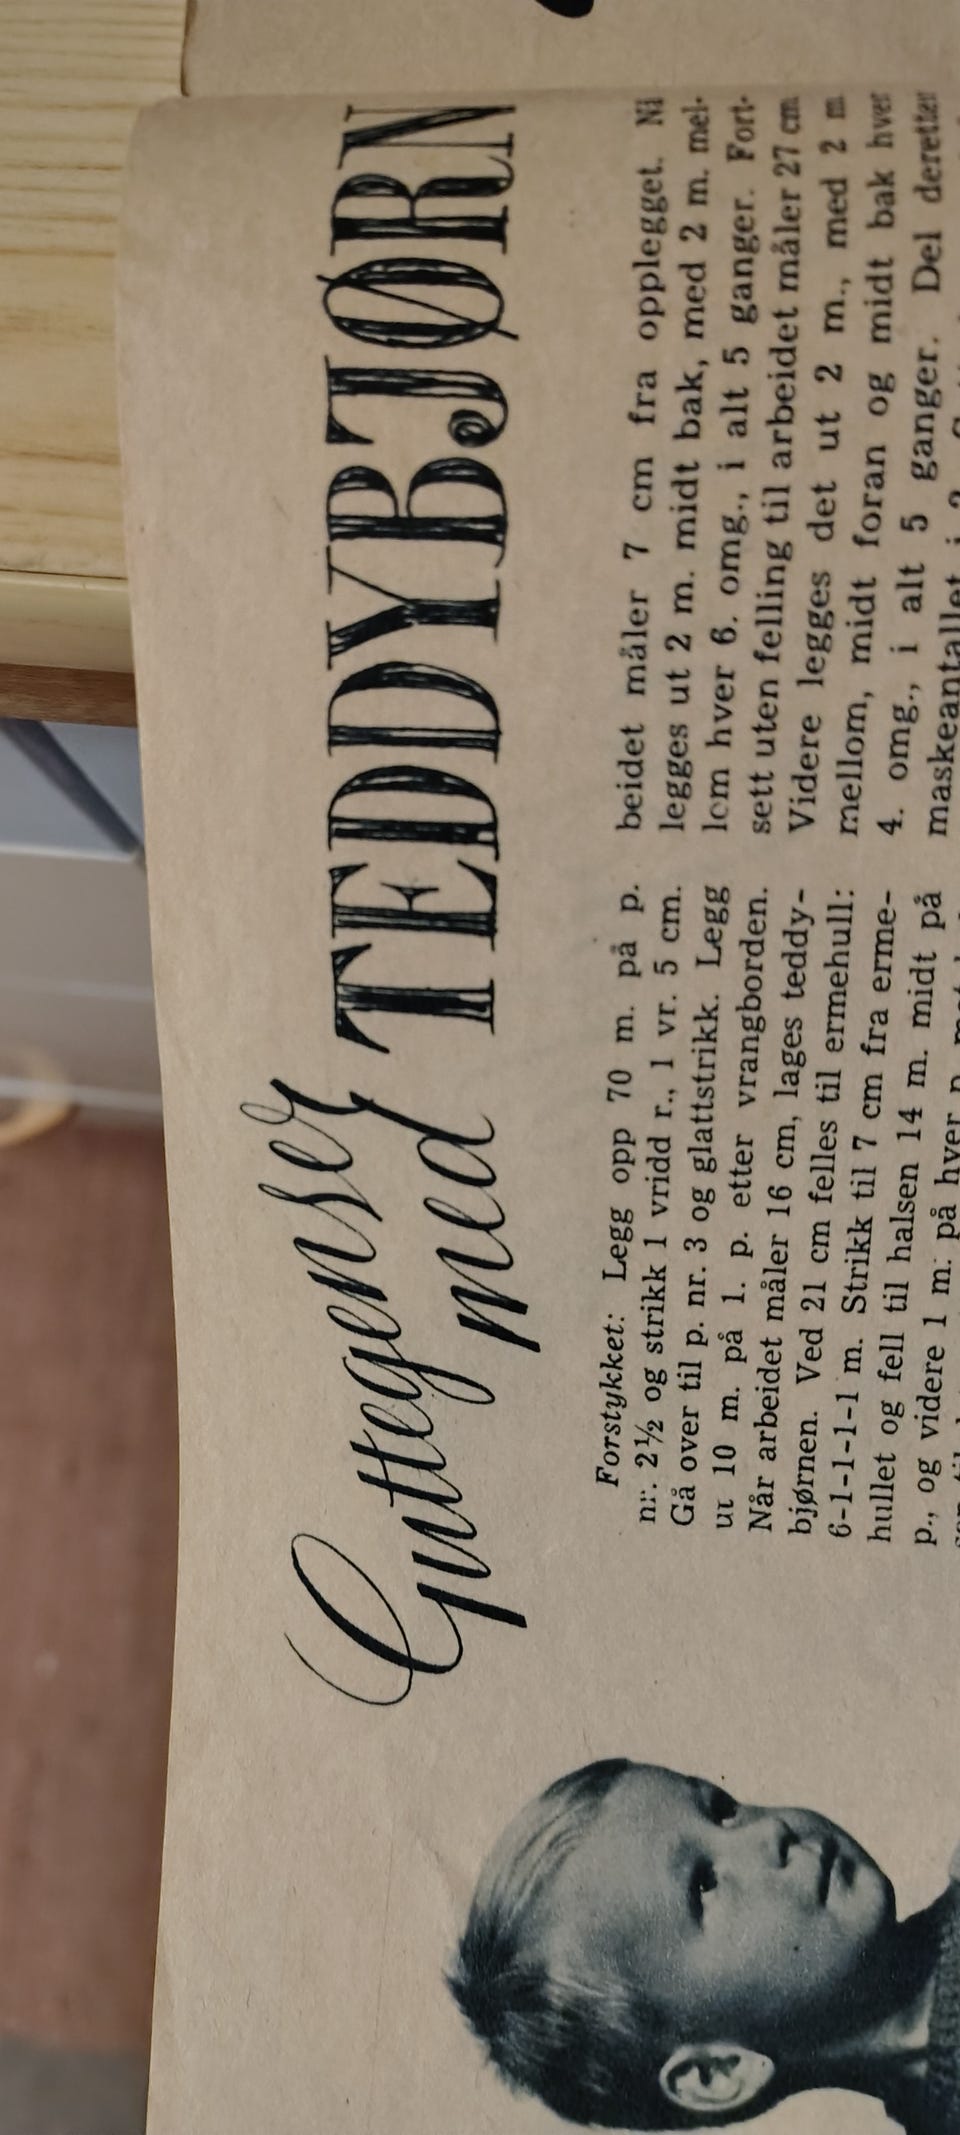 Guttegenser
med TEDDYBJØRN
Forstykket: Legg opp 70 m. på p.
nr. 2½ og strikk 1 vridd r., 1 vr. 5 cm.
Gå over til p. nr. 3 og glattstrikk. Legg
ut 10 m. på 1. p. etter vrangborden.
Når arbeidet måler 16 cm, lages teddy-
bjørnen. Ved 21 cm felles til ermehull:
6-1-1-1-1 m. Strikk til 7 cm fra erme-
hullet og fell til halsen 14 m. midt på
p., og videre 1 m. på hver p.
beidet måler 7 cm fra opplegget. Nå
legges ut 2 m. midt bak, med 2 m. mel-
lom hver 6. omg., i alt 5 ganger. Fort-
sett uten felling til arbeidet måler 27 cm
Videre legges det ut 2 m., med 2 m
mellom, midt foran og midt bak hver
4. omg., i alt 5 ganger. Del deretter
maskeantallet i 2.